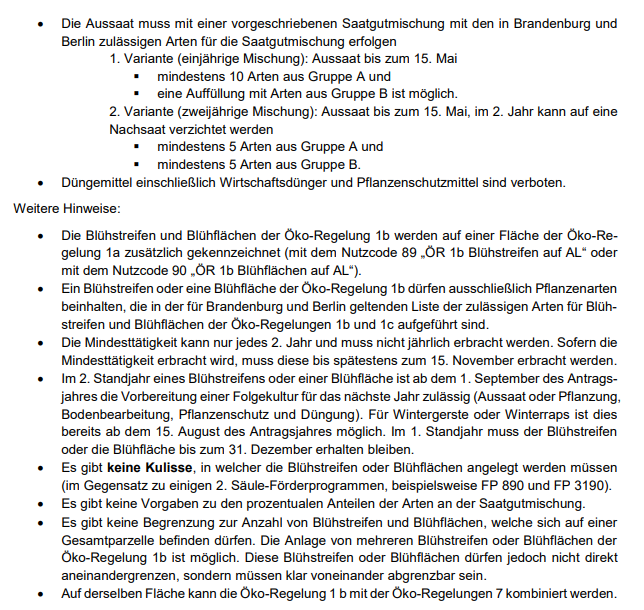 • Die Aussaat muss mit einer vorgeschriebenen Saatgutmischung mit den in Brandenburg und
Berlin zulässigen Arten für die Saatgutmischung erfolgen
1. Variante (einjährige Mischung): Aussaat bis zum 15. Mai
▪ mindestens 10 Arten aus Gruppe A und
▪ eine Auffüllung mit Arten aus Gruppe B ist möglich.
2. Variante (zweijährige Mischung): Aussaat bis zum 15. Mai, im 2. Jahr kann auf eine
Nachsaat verzichtet werden
▪ mindestens 5 Arten aus Gruppe A und
▪ mindestens 5 Arten aus Gruppe B.
• Düngemittel einschließlich Wirtschaftsdünger und Pflanzenschutzmittel sind verboten.
Weitere Hinweise:
• Die Blühstreifen und Blühflächen der Öko-Regelung 1b werden auf einer Fläche der Öko-Re-
gelung 1a zusätzlich gekennzeichnet (mit dem Nutzcode 89 „ÖR 1b Blühstreifen auf AL“ oder
mit dem Nutzcode 90 „ÖR 1b Blühflächen auf AL“).
• Ein Blühstreifen oder eine Blühfläche der Öko-Regelung 1b dürfen ausschließlich Pflanzenarten
beinhalten, die in der für Brandenburg und Berlin geltenden Liste der zulässigen Arten für Blüh-
streifen und Blühflächen der Öko-Regelungen 1b und 1c aufgeführt sind.
• Die Mindesttätigkeit kann nur jedes 2. Jahr und muss nicht jährlich erbracht werden. Sofern die
Mindesttätigkeit erbracht wird, muss diese bis spätestens zum 15. November erbracht werden.
• Im 2. Standjahr eines Blühstreifens oder einer Blühfläche ist ab dem 1. September des Antrags-
jahres die Vorbereitung einer Folgekultur für das nächste Jahr zulässig (Aussaat oder Pflanzung,
Bodenbearbeitung, Pflanzenschutz und Düngung). Für Wintergerste oder Winterraps ist dies
bereits ab dem 15. August des Antragsjahres möglich. Im 1. Standjahr muss der Blühstreifen
oder die Blühfläche bis zum 31. Dezember erhalten bleiben.
• Es gibt keine Kulisse, in welcher die Blühstreifen oder Blühflächen angelegt werden müssen
(im Gegensatz zu einigen 2. Säule-Förderprogrammen, beispielsweise FP 890 und FP 3190).
• Es gibt keine Vorgaben zu den prozentualen Anteilen der Arten an der Saatgutmischung.
• Es gibt keine Begrenzung zur Anzahl von Blühstreifen und Blühflächen, welche sich auf einer
Gesamtparzelle befinden dürfen. Die Anlage von mehreren Blühstreifen oder Blühflächen der
Öko-Regelung 1b ist möglich. Diese Blühstreifen oder Blühflächen dürfen jedoch nicht direkt
aneinandergrenzen, sondern müssen klar voneinander abgrenzbar sein.
• Auf derselben Fläche kann die Öko-Regelung 1 b mit der Öko-Regelungen 7 kombiniert werden.